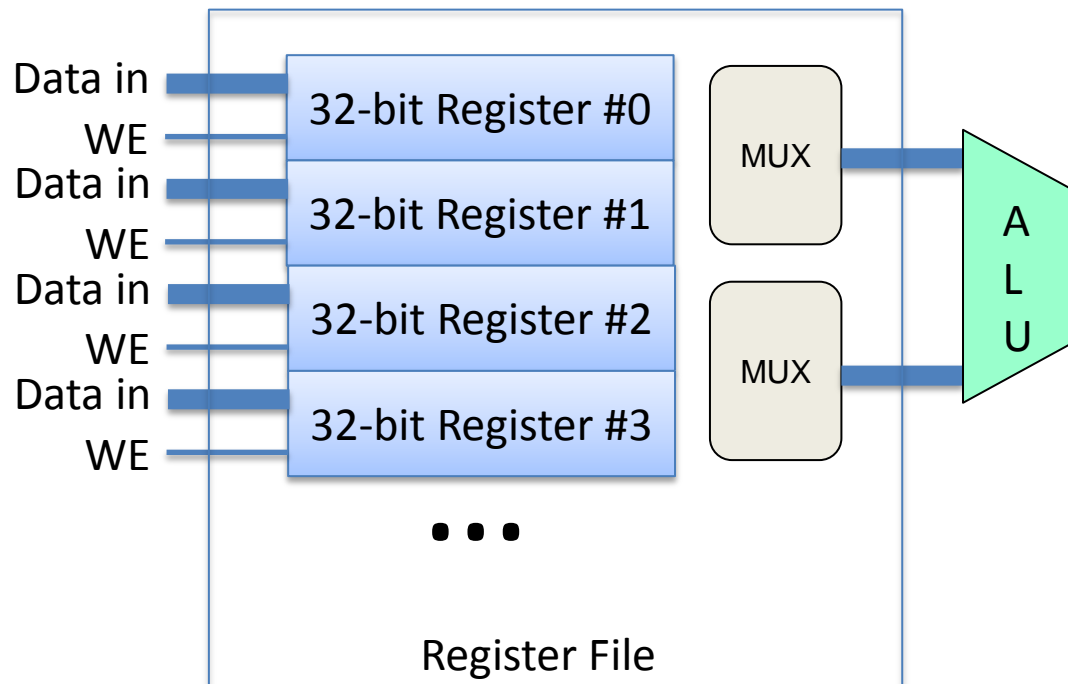 Data in
WE
Data in
WE
Data in
WE
Data in
WE
32-bit Register #0
32-bit Register #1
32-bit Register #2
32-bit Register #3
...
MUX
MUX
A
L
U
Register File